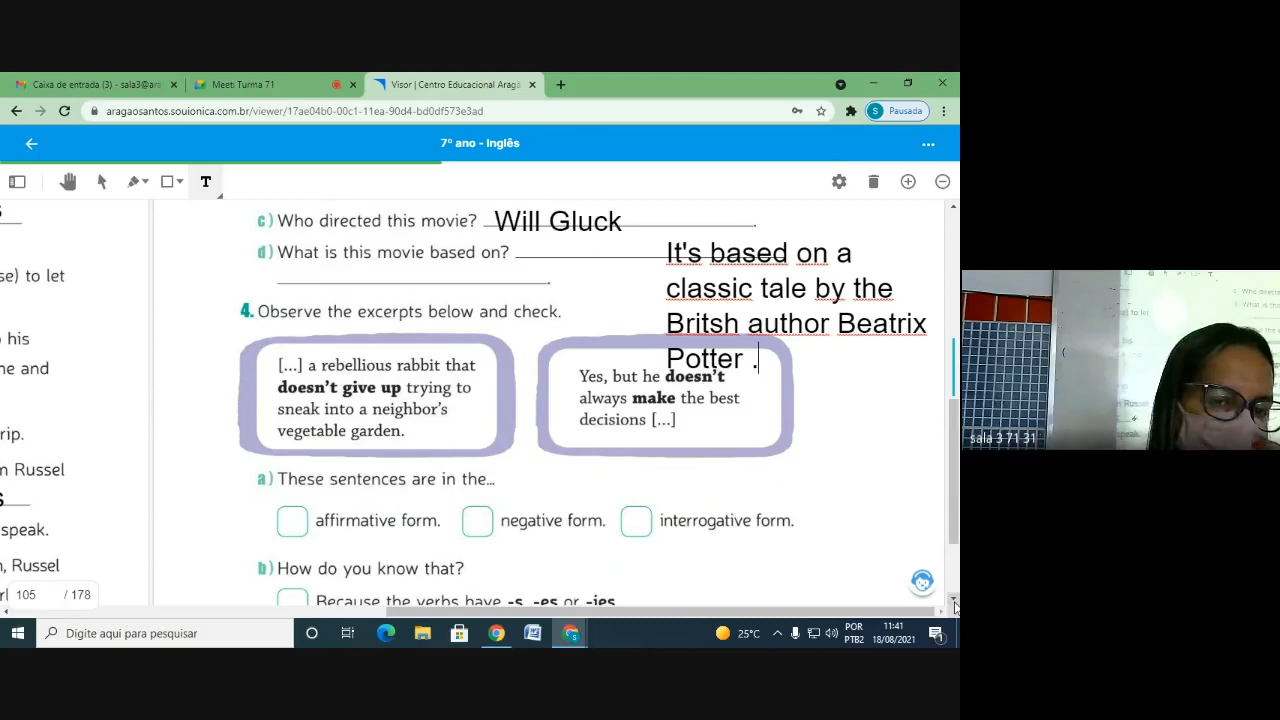 Caixa de entrada (3) - sala3@ara
Meet: Turma 71
Visor | Centro Educacional Aragã
aragaosantos.souionica.com.br/viewer/17ae04b0-00c1-11ea-90d4-bd0df573e3ad
S Pausada
7º ano - Inglês
T
s
se) to let
his
ne and
rip.
m Russel
s
speak.
n, Russel
105 / 178
c) Who directed this movie? Will Gluck
d) What is this movie based on?
It's based on a
classic tale by the
Britsh author Beatrix
Potter .
4. Observe the excerpts below and check.
[...] a rebellious rabbit that
doesn't give up trying to
sneak into a neighbor's
vegetable garden.
Yes, but he doesn't
always make the best
decisions [...]
a) These sentences are in the...
affirmative form. negative form. interrogative form.
b) How do you know that?
Because the verbs have -s, -es or -ies
sala 3 71 31
Digite aqui para pesquisar
25°C
POR
PTB2
11:41
18/08/2021
1